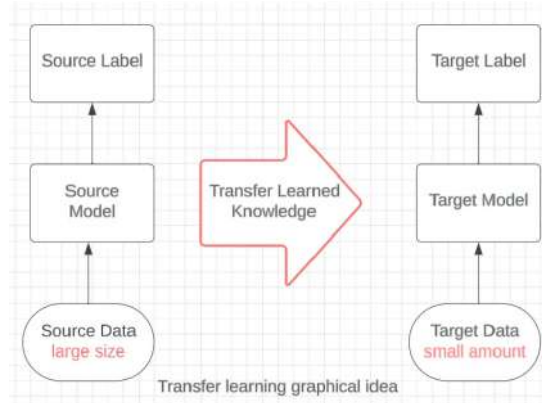 Source Label
Target Label
Source
Model
Transfer Learned
Knowledge
Target Model
Source Data
large size
Target Data
small amount
Transfer learning graphical idea